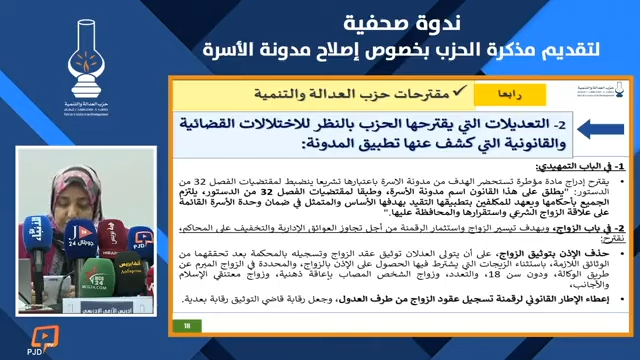 ندوة صحفية
لتقديم مذكرة الحزب بخصوص إصلاح مدونة الأسرة
حزب العدالة والتنمية
رابعا
✓ مقترحات حزب العدالة والتنمية
2- التعديلات التي يقترحها الحزب بالنظر للاختلالات القضائية
والقانونية التي كشف عنها تطبيق المدونة:
1- في الباب التمهيدي:
يقترح إدراج مادة مؤطرة تستحضر الهدف من مدونة الأسرة باعتبارها تشريعا ينضبط لمقتضيات الفصل 32 من
الدستور: "يطلق على هذا القانون اسم مدونة الأسرة، وطبقا لمقتضيات الفصل 32 من الدستور، يلتزم
الجميع بأحكامها ويعهد للمكلفين بتطبيقها التقيد بهدفها الأساس والمتمثل في ضمان وحدة الأسرة القائمة
على علاقة الزواج الشرعي واستقرارها والمحافظة عليها."
2- في باب الزواج، وبهدف تيسير الزواج واستثمار الرقمنة من أجل تجاوز العوائق الإدارية والتخفيف على المحاكم،
نقترح:
حذف الإذن بتوثيق الزواج، على أن يتولى العدلان توثيق عقد الزواج وتسجيله بالمحكمة بعد تحققهما من
الوثائق اللازمة، باستثناء الزيجات التي يشترط فيها الحصول على الإذن بالزواج، والمحددة في الزواج المبرم عن
طريق الوكالة، ودون سن 18، والتعدد، وزواج الشخص المصاب بإعاقة ذهنية، وزواج معتنقي الإسلام
والأجانب،
إعطاء الإطار القانوني لرقمنة تسجيل عقود الزواج من طرف العدول، وجعل رقابة قاضي التوثيق رقابة بعدية.
18
PJD
PJD